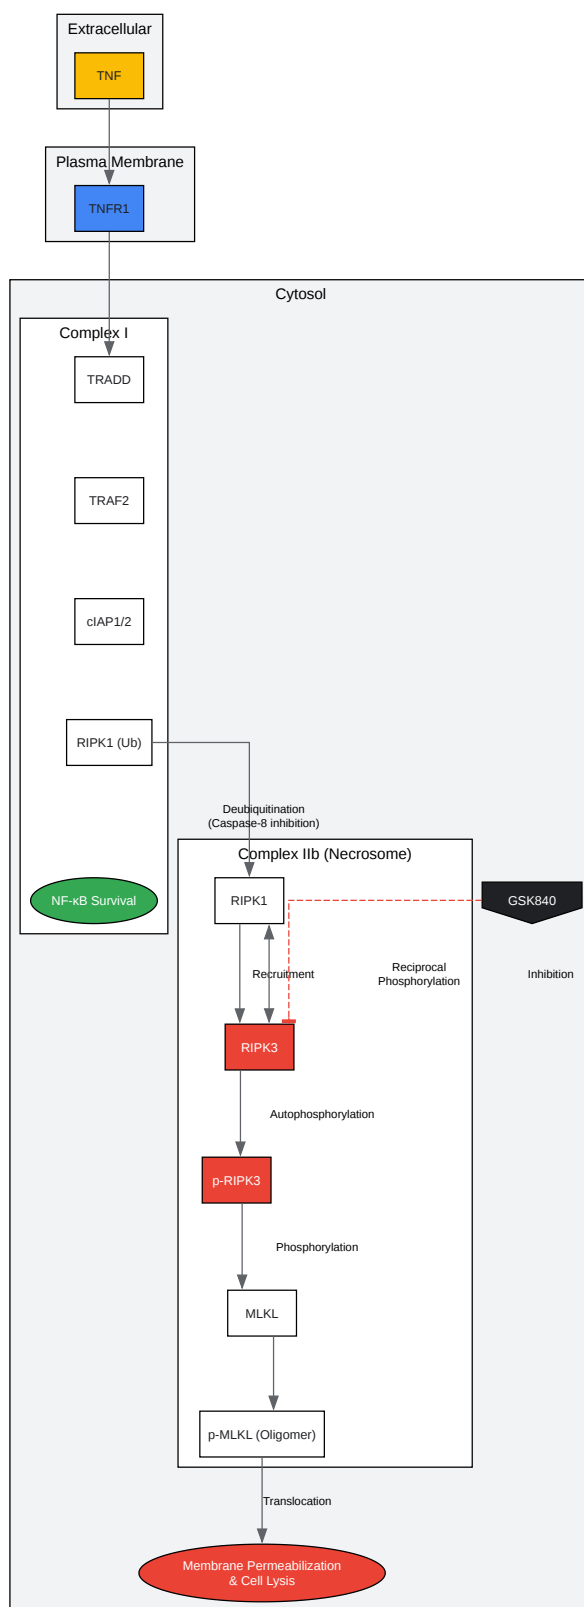 Extracellular
TNF
Plasma Membrane
TNFR1
Cytosol
Complex I
TRADD
TRAF2
cIAP1/2
RIPK1 (Ub)
Deubiquitination
(Caspase-8 inhibition)
Complex IIb (Necrosome)
NF-κB Survival
RIPK1
GSK840
Recruitment
Reciprocal
Phosphorylation
Inhibition
RIPK3
Autophosphorylation
p-RIPK3
Phosphorylation
MLKL
p-MLKL (Oligomer)
Translocation
Membrane Permeabilization
& Cell Lysis